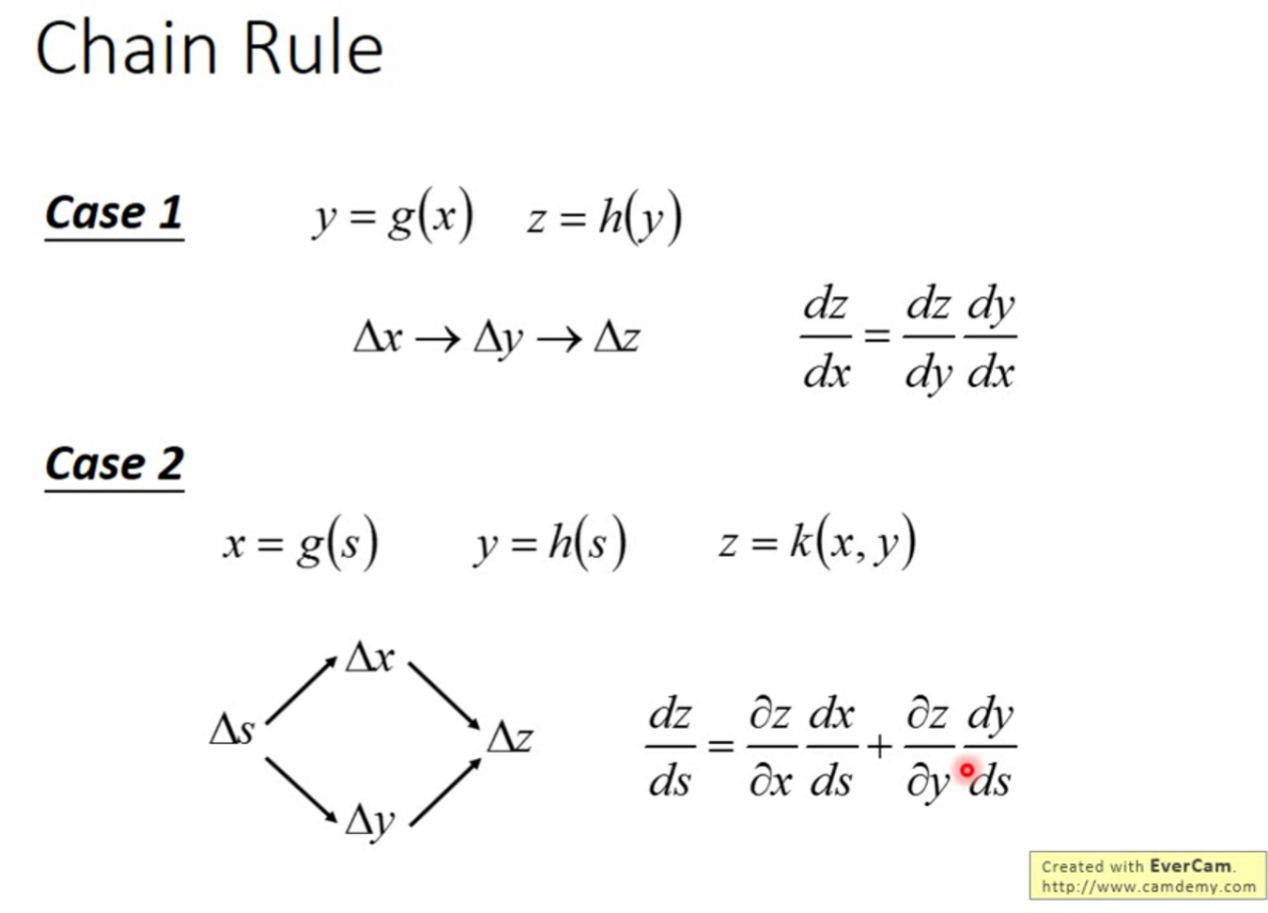 Chain Rule
Case 1 y = g(x) z = h(y)
Δx → Δy → Δz dz/dx = dz/dy dy/dx
Case 2
x = g(s) y = h(s) z = k(x, y)
Δx
Δs Δz dz/ds = ∂z/∂x dx/ds + ∂z/∂y dy/ds
Δy
Created with EverCam.
http://www.camdemy.com